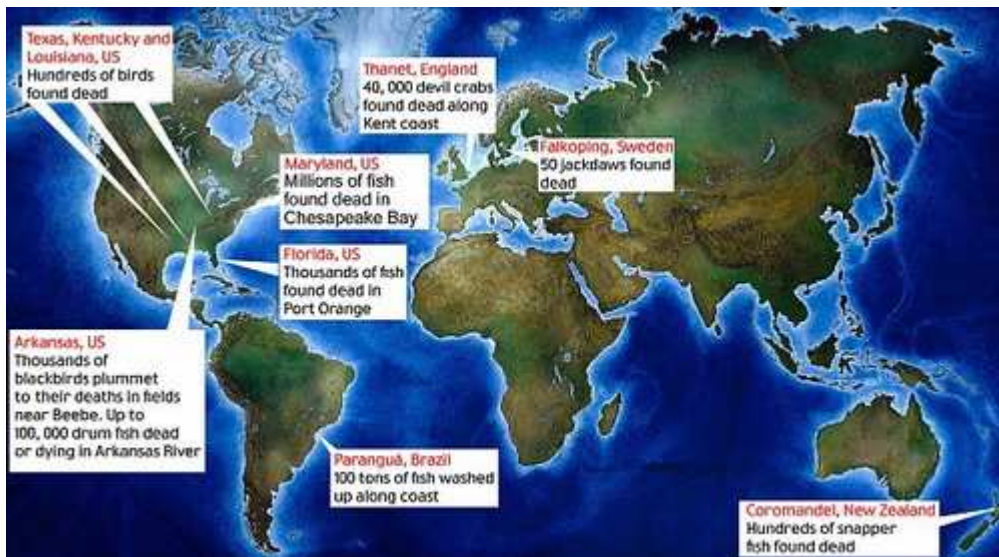 Texas, Kentucky and
Louisiana, US
Hundreds of birds
found dead
Thanet, England
40, 000 devil crabs
found dead along
Kent coast
Maryland, US
Millions of fish
found dead in
Chesapeake Bay
Falkoping, Sweden
50 jackdaws found
dead
Florida, US
Thousands of fish
found dead in
Port Orange
Arkansas, US
Thousands of
blackbirds plummet
to their deaths in fields
near Beebe. Up to
100, 000 drum fish dead
or dying in Arkansas River
Paranguá, Brazil
100 tons of fish washed
up along coast
Coromandel, New Zealand
Hundreds of snapper
fish found dead